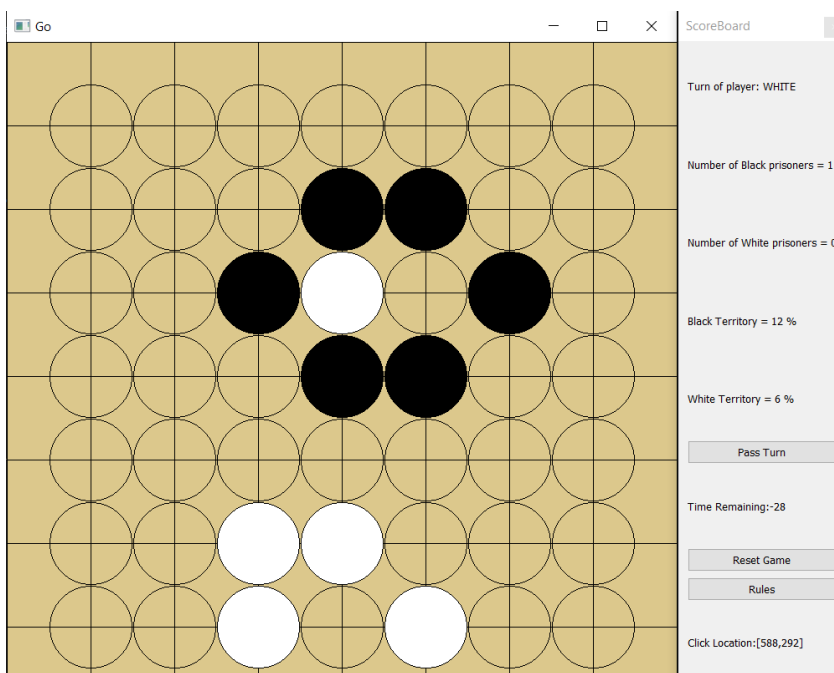 Go
ScoreBoard
Turn of player: WHITE
Number of Black prisoners = 1
Number of White prisoners = 0
Black Territory = 12 %
White Territory = 6 %
Pass Turn
Time Remaining:-28
Reset Game
Rules
Click Location:[588,292]